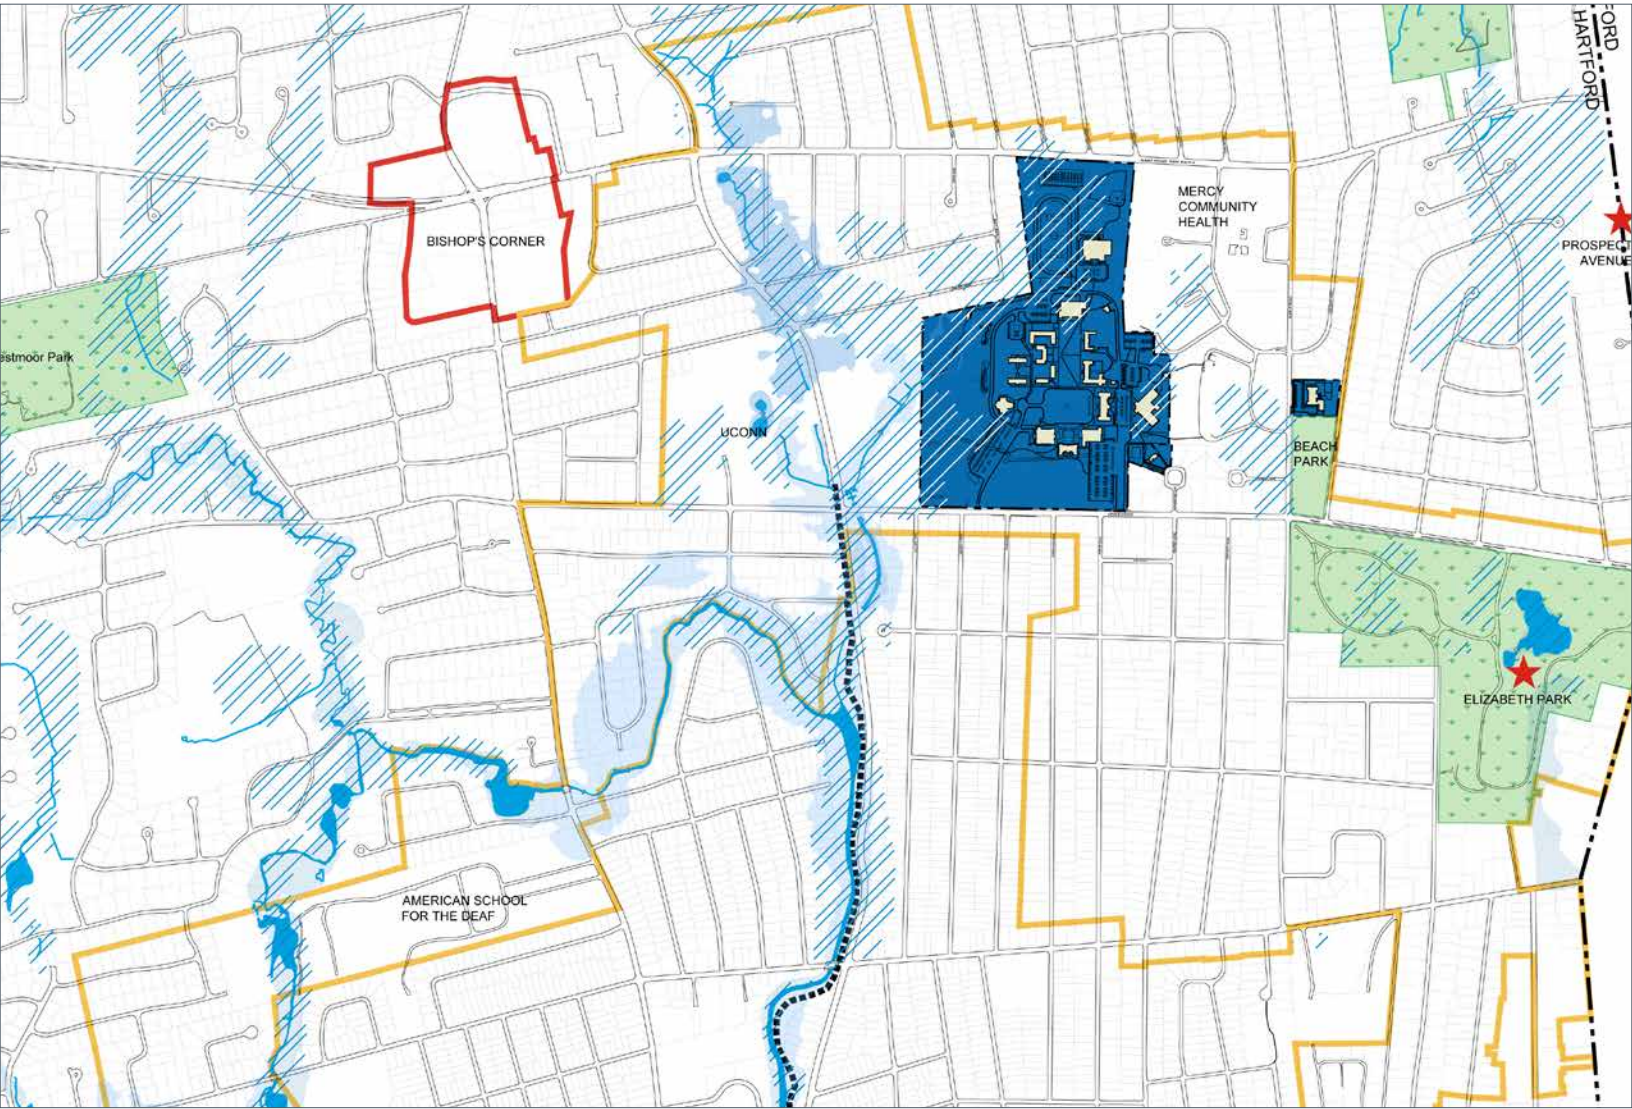 FORD
HARTFORD
MERCY
COMMUNITY
HEALTH
BISHOP'S CORNER
PROSPECT
AVENUE
estmoor Park
UCONN
BEACH
PARK
ELIZABETH PARK
AMERICAN SCHOOL
FOR THE DEAF